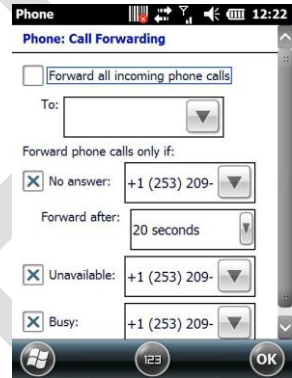 Phone 12:22
Phone: Call Forwarding
Forward all incoming phone calls
To:
Forward phone calls only if:
No answer: +1 (253) 209-
Forward after: 20 seconds
Unavailable: +1 (253) 209-
Busy: +1 (253) 209-
123 OK